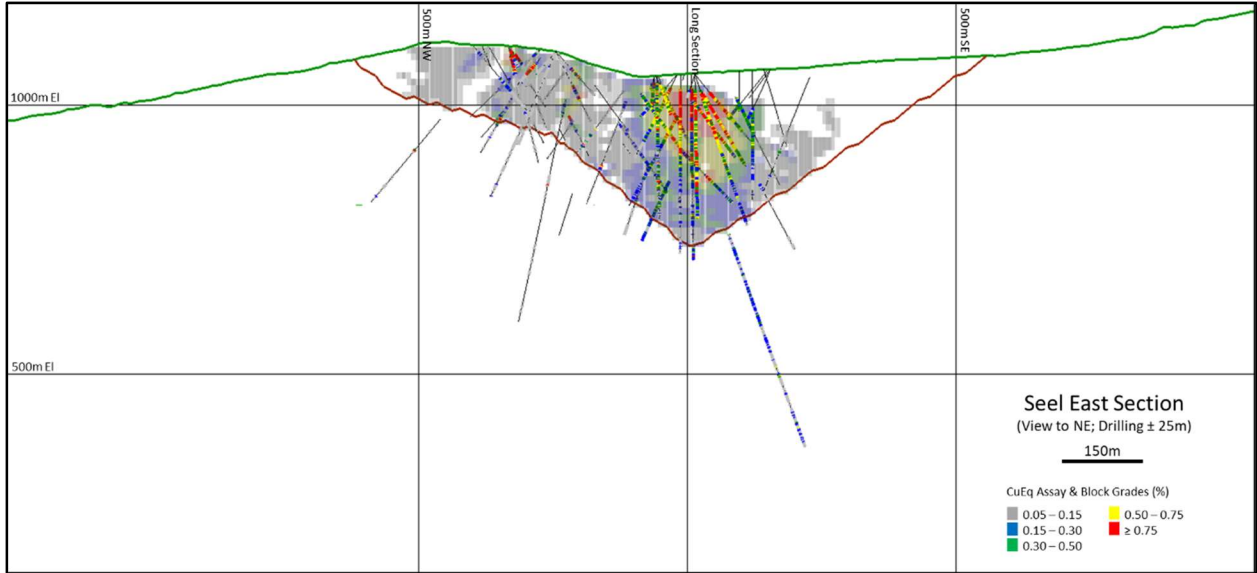 500m NW
Long Section
500m SE
1000m El
500m El
Seel East Section
(View to NE; Drilling ± 25m)
150m
CuEq Assay & Block Grades (%)
0.05 – 0.15
0.50 – 0.75
0.15 – 0.30
≥ 0.75
0.30 – 0.50